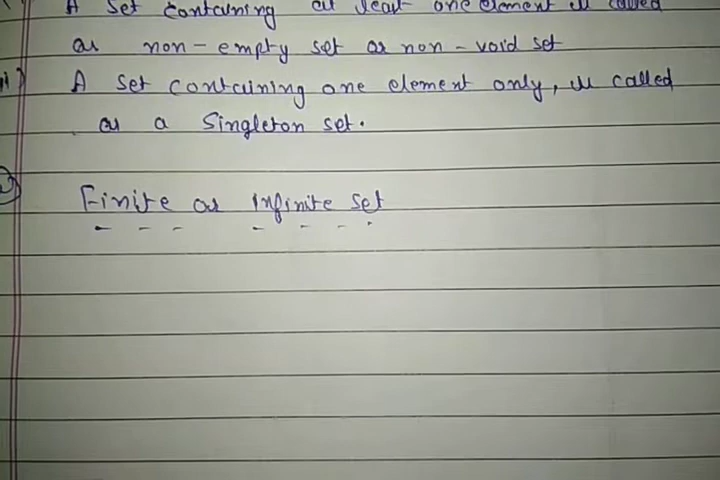 A set containing at least one element is called
as non-empty set or non-void set
ii) A set containing one element only, is called
as a Singleton set.
Finite or Infinite set